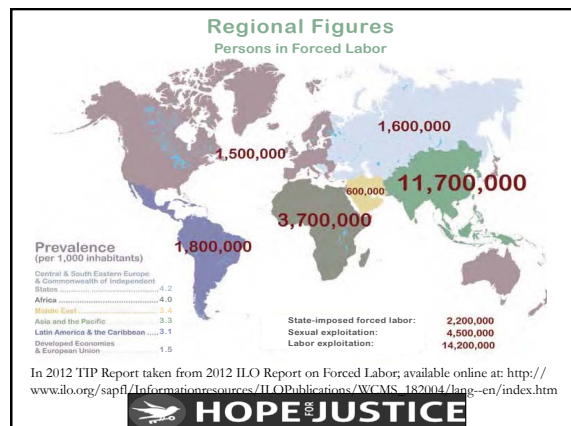 Regional Figures
Persons in Forced Labor
1,600,000
1,500,000
600,000
11,700,000
3,700,000
1,800,000
Prevalence
(per 1,000 inhabitants)
Central & South Eastern Europe
& Commonwealth of Independent
States ........................................ 4.2
Africa ........................................ 4.0
Middle East ................................ 3.4
Asia and the Pacific .................... 3.3
Latin America & the Caribbean ..... 3.1
Developed Economies
& European Union ...................... 1.5
State-imposed forced labor: 2,200,000
Sexual exploitation: 4,500,000
Labor exploitation: 14,200,000
In 2012 TIP Report taken from 2012 ILO Report on Forced Labor; available online at: http://
www.ilo.org/sapfl/Informationresources/ILOPublications/WCMS_182004/lang--en/index.htm
HOPE FOR JUSTICE